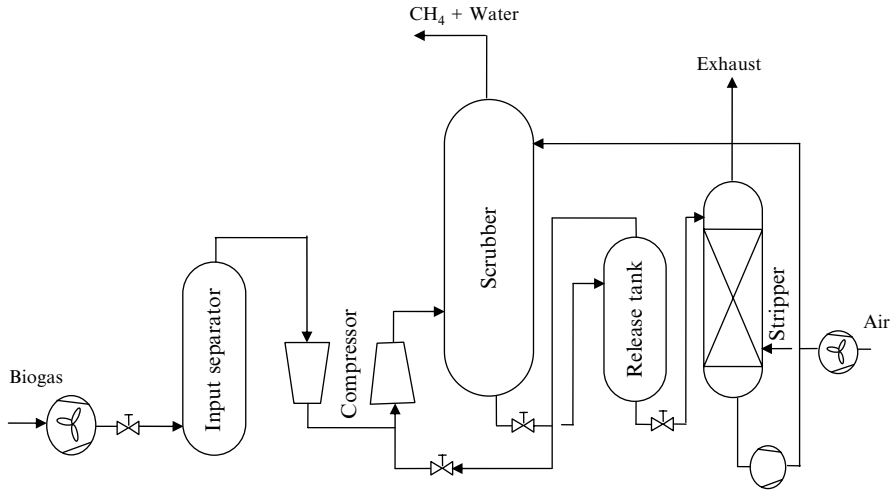 CH₄ + Water
Exhaust
Scrubber
Release tank
Stripper
Air
Input separator
Compressor
Biogas